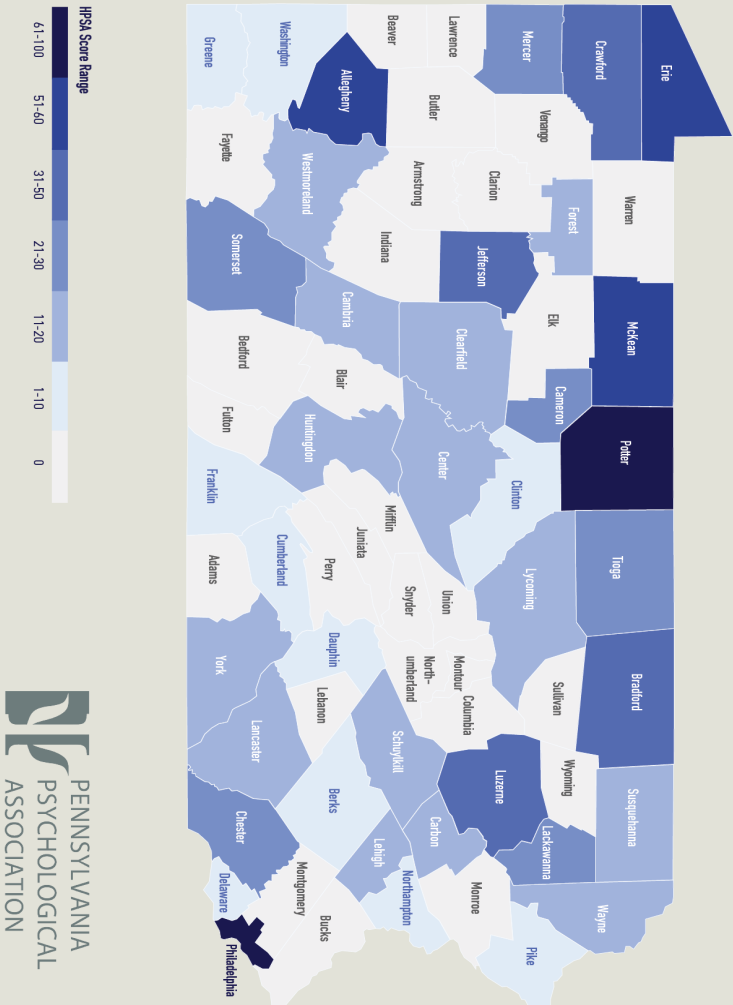 Erie
Crawford
Mercer
Lawrence
Beaver
Washington
Greene
Allegheny
Butler
Venango
Warren
Forest
Clarion
Armstrong
Westmoreland
Fayette
Indiana
Jefferson
Somerset
Cambria
Clearfield
Elk
McKean
Cameron
Bedford
Blair
Fulton
Huntingdon
Center
Clinton
Potter
Tioga
Lycoming
Franklin
Mifflin
Juniata
Perry
Cumberland
Adams
Snyder
Union
Montour
North-
umberland
Columbia
Sullivan
Bradford
Dauphin
Lebanon
York
Lancaster
Schuylkill
Luzerne
Wyoming
Susquehanna
Lackawanna
Wayne
Pike
Monroe
Carbon
Northampton
Lehigh
Berks
Chester
Delaware
Montgomery
Bucks
Philadelphia
HPSA Score Range
61-100
51-60
31-50
21-30
11-20
1-10
0
PENNSYLVANIA
PSYCHOLOGICAL
ASSOCIATION